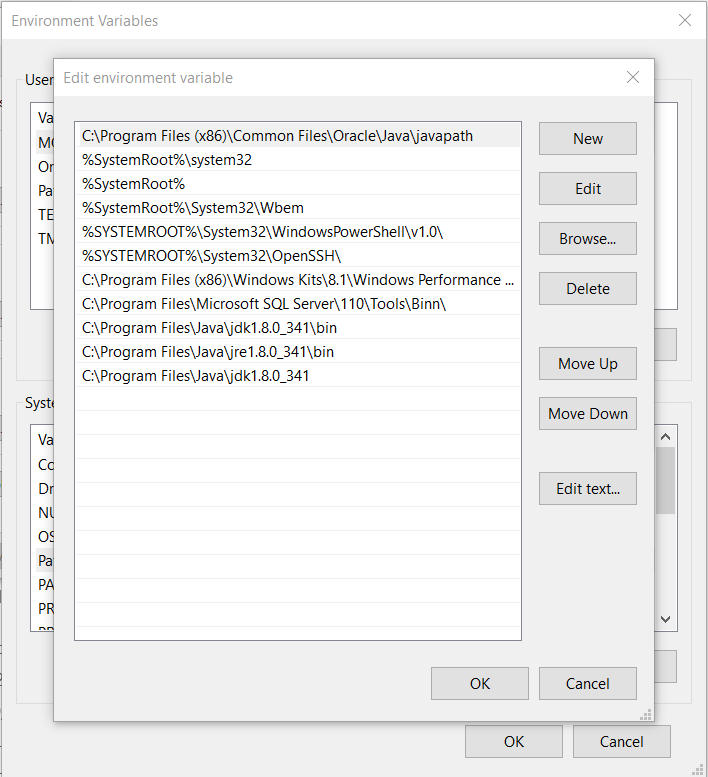 Environment Variables
Edit environment variable
User
Va
Or
Pa
TE
TM
C:\Program Files (x86)\Common Files\Oracle\Java\javapath
%SystemRoot%\system32
%SystemRoot%
%SystemRoot%\System32\Wbem
%SYSTEMROOT%\System32\WindowsPowerShell\v1.0\
%SYSTEMROOT%\System32\OpenSSH\
C:\Program Files (x86)\Windows Kits\8.1\Windows Performance ...
C:\Program Files\Microsoft SQL Server\110\Tools\Binn\
C:\Program Files\Java\jdk1.8.0_341\bin
C:\Program Files\Java\jre1.8.0_341\bin
C:\Program Files\Java\jdk1.8.0_341
New
Edit
Browse...
Delete
Move Up
Move Down
Edit text...
Syste
Va
Co
Dr
NU
OS
Pa
PA
PR
OK
Cancel
OK
Cancel